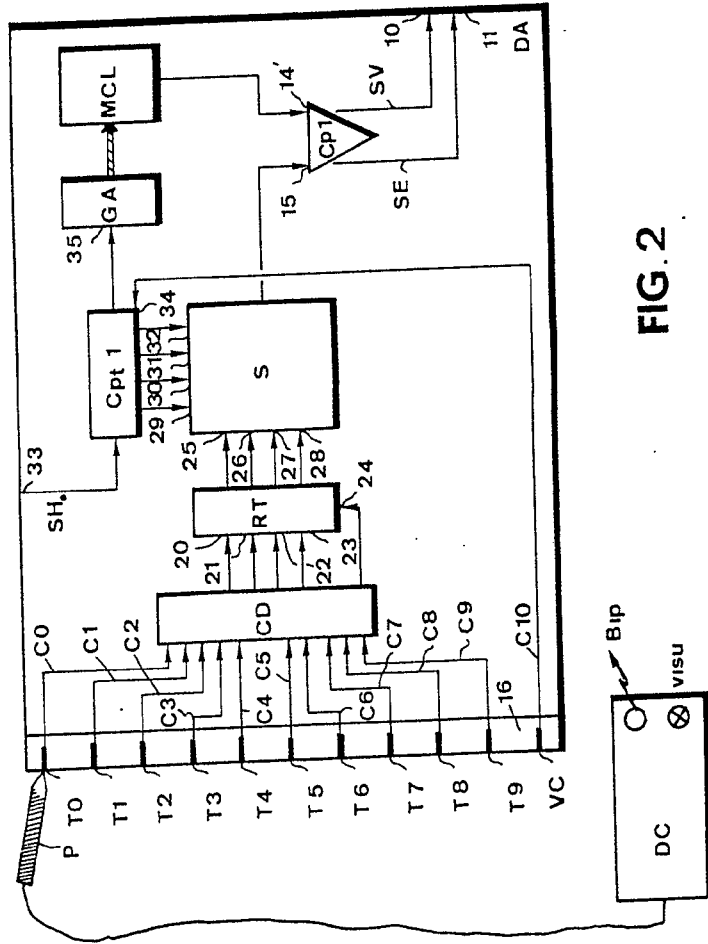 10
11
DA
MCL
14'
SV
Cp1
15
SE
GA
35
Cpt 1
34
33
SH
29 30 31 32
S
25
26
27
28
RT
24
20
21
22'
23
CD
C0
C1
C2
C3
C4
C5
C6
C7
C8
C9
C10
16
P
T0
T1
T2
T3
T4
T5
T6
T7
T8
T9
VC
DC
Bip
visu
FIG. 2